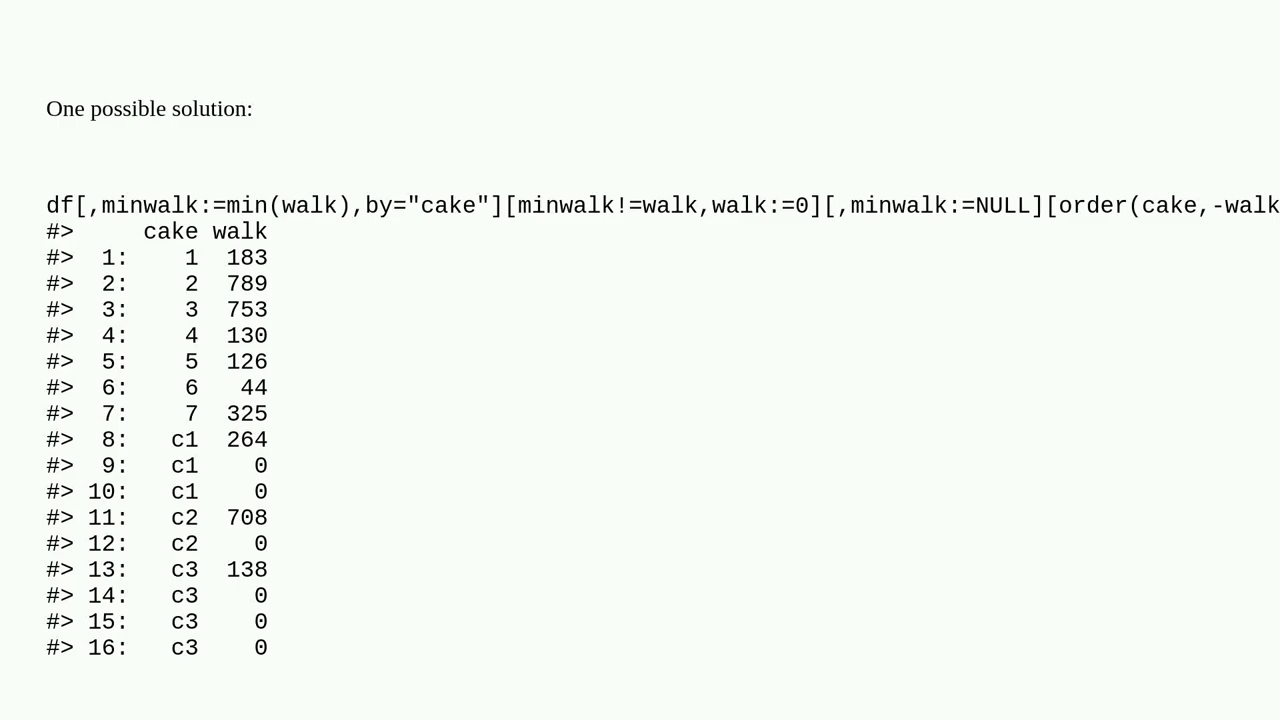 One possible solution:
df[,minwalk:=min(walk),by="cake"][minwalk!=walk,walk:=0][,minwalk:=NULL][order(cake,-walk
#>     cake walk
#>  1:    1  183
#>  2:    2  789
#>  3:    3  753
#>  4:    4  130
#>  5:    5  126
#>  6:    6   44
#>  7:    7  325
#>  8:   c1  264
#>  9:   c1    0
#> 10:   c1    0
#> 11:   c2  708
#> 12:   c2    0
#> 13:   c3  138
#> 14:   c3    0
#> 15:   c3    0
#> 16:   c3    0